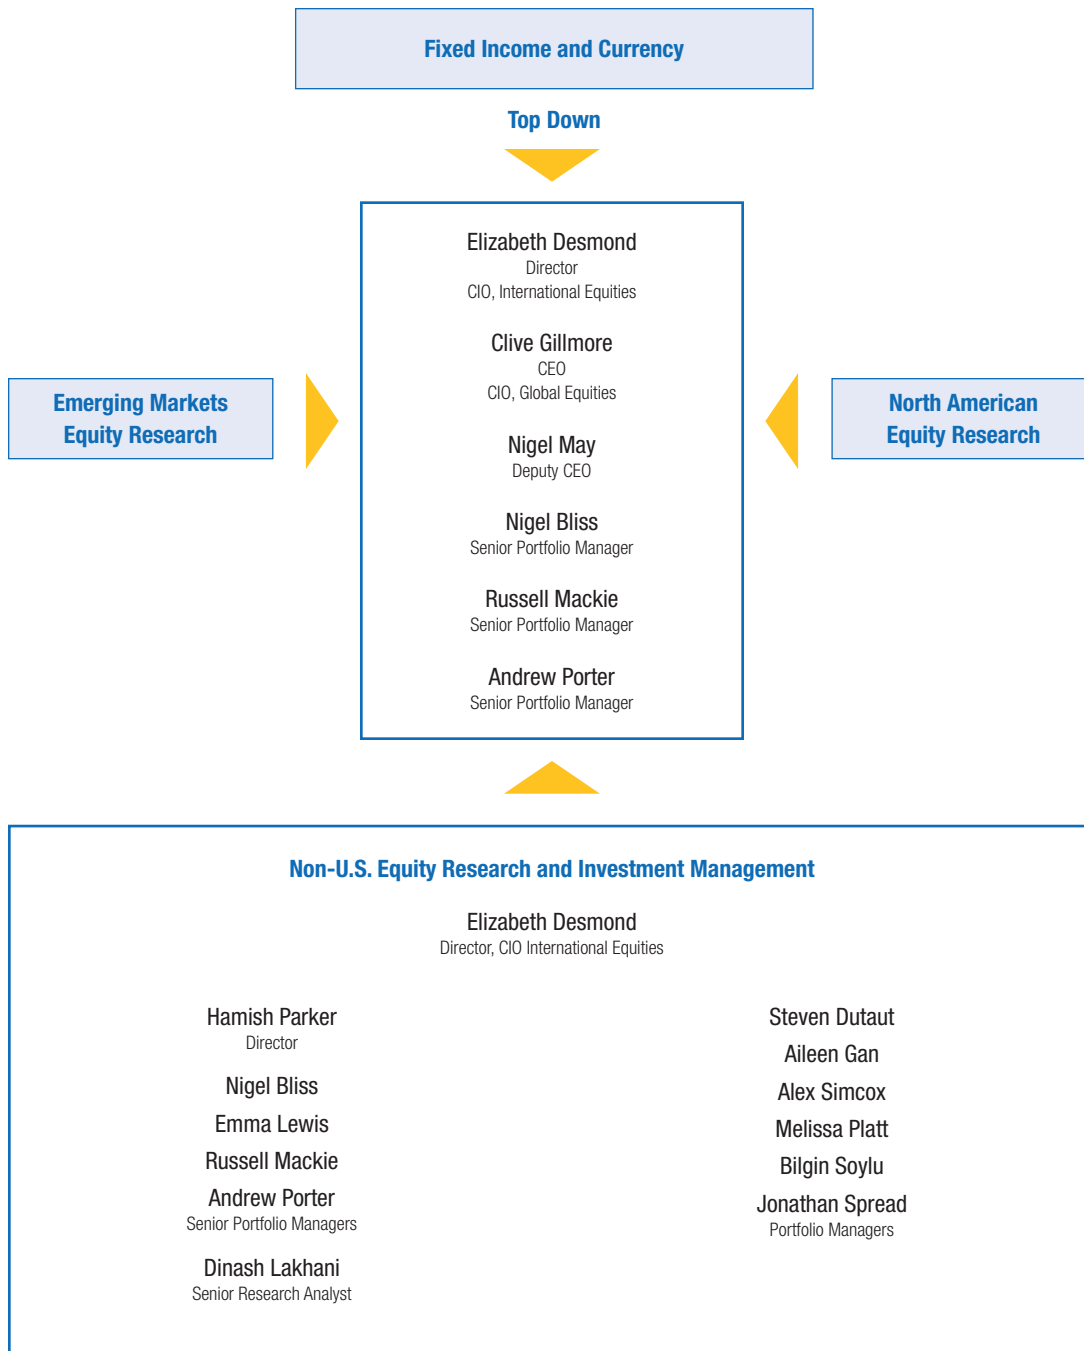 Fixed Income and Currency
Top Down
Elizabeth Desmond
Director
CIO, International Equities
Clive Gillmore
CEO
CIO, Global Equities
Emerging Markets
Equity Research
North American
Equity Research
Nigel May
Deputy CEO
Nigel Bliss
Senior Portfolio Manager
Russell Mackie
Senior Portfolio Manager
Andrew Porter
Senior Portfolio Manager
Non-U.S. Equity Research and Investment Management
Elizabeth Desmond
Director, CIO International Equities
Hamish Parker
Director
Nigel Bliss
Emma Lewis
Russell Mackie
Andrew Porter
Senior Portfolio Managers
Dinash Lakhani
Senior Research Analyst
Steven Dutaut
Aileen Gan
Alex Simcox
Melissa Platt
Bilgin Soylu
Jonathan Spread
Portfolio Managers